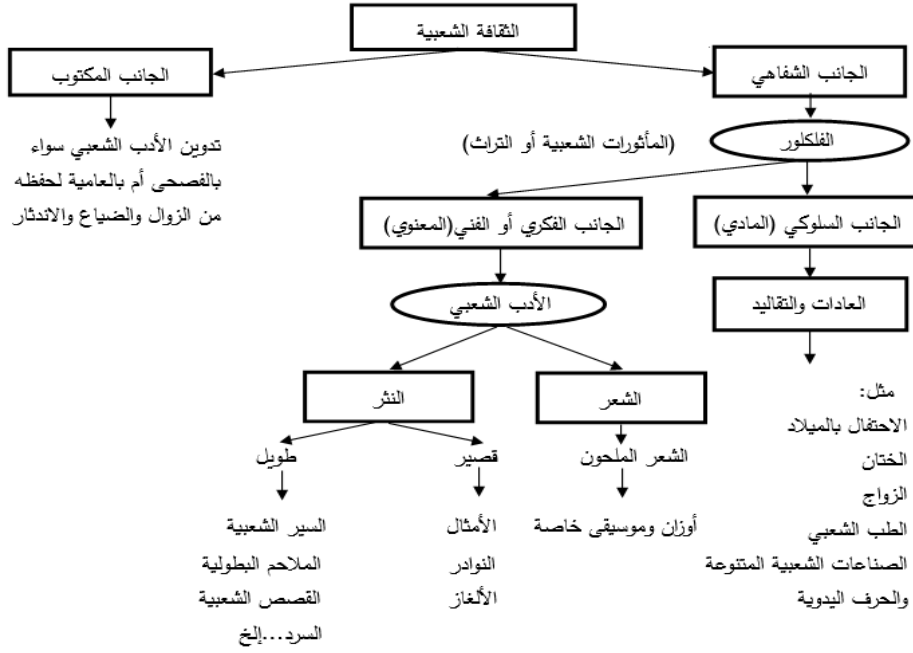 الثقافة الشعبية
الجانب الشفاهي
الجانب المكتوب
الفلكلور
(المأثورات الشعبية أو التراث)
تدوين الأدب الشعبي سواء
بالفصحى أم بالعامية لحفظه
من الزوال والضياع والاندثار
الجانب السلوكي (المادي)
الجانب الفكري أو الفني(المعنوي)
العادات والتقاليد
الأدب الشعبي
الشعر
النثر
مثل:
الاحتفال بالميلاد
الختان
الزواج
الطب الشعبي
الصناعات الشعبية المتنوعة
والحرف اليدوية
الشعر الملحون
أوزان وموسيقى خاصة
قصير
الأمثال
النوادر
الألغاز
طويل
السير الشعبية
الملاحم البطولية
القصص الشعبية
السرد...إلخ